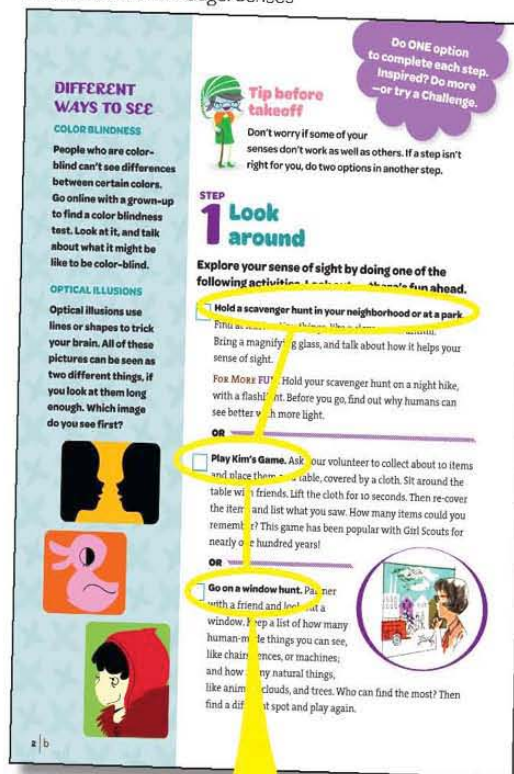 DIFFERENT
WAYS TO SEE
COLOR BLINDNESS
People who are color-
blind can't see differences
between certain colors.
Go online with a grown-up
to find a color blindness
test. Look at it, and talk
about what it might be
like to be color-blind.
OPTICAL ILLUSIONS
Optical illusions use
lines or shapes to trick
your brain. All of these
pictures can be seen as
two different things, if
you look at them long
enough. Which image
do you see first?
Do ONE option
to complete each step.
Inspired? Do more
—or try a Challenge.
Tip before
takeoff
Don't worry if some of your
senses don't work as well as others. If a step isn't
right for you, do two options in another step.
STEP
1 Look
around
Explore your sense of sight by doing one of the
following activities. fun ahead.
Hold a scavenger hunt in your neighborhood or at a park.
Bring a magnifying glass, and talk about how it helps your
sense of sight.
FOR MORE FUN: Hold your scavenger hunt on a night hike,
with a flashlight. Before you go, find out why humans can
see better with more light.
OR
Play Kim's Game. Ask your volunteer to collect about 10 items
and place them on a table, covered by a cloth. Sit around the
table with friends. Lift the cloth for 10 seconds. Then re-cover
the items and list what you saw. How many items could you
remember? This game has been popular with Girl Scouts for
nearly one hundred years!
OR
Go on a window hunt. Partner
with a friend and look out a
window. Keep a list of how many
human-made things you can see,
like chairs, fences, or machines;
and how many natural things,
like animals, clouds, and trees. Who can find the most? Then
find a different spot and play again.
2 | b